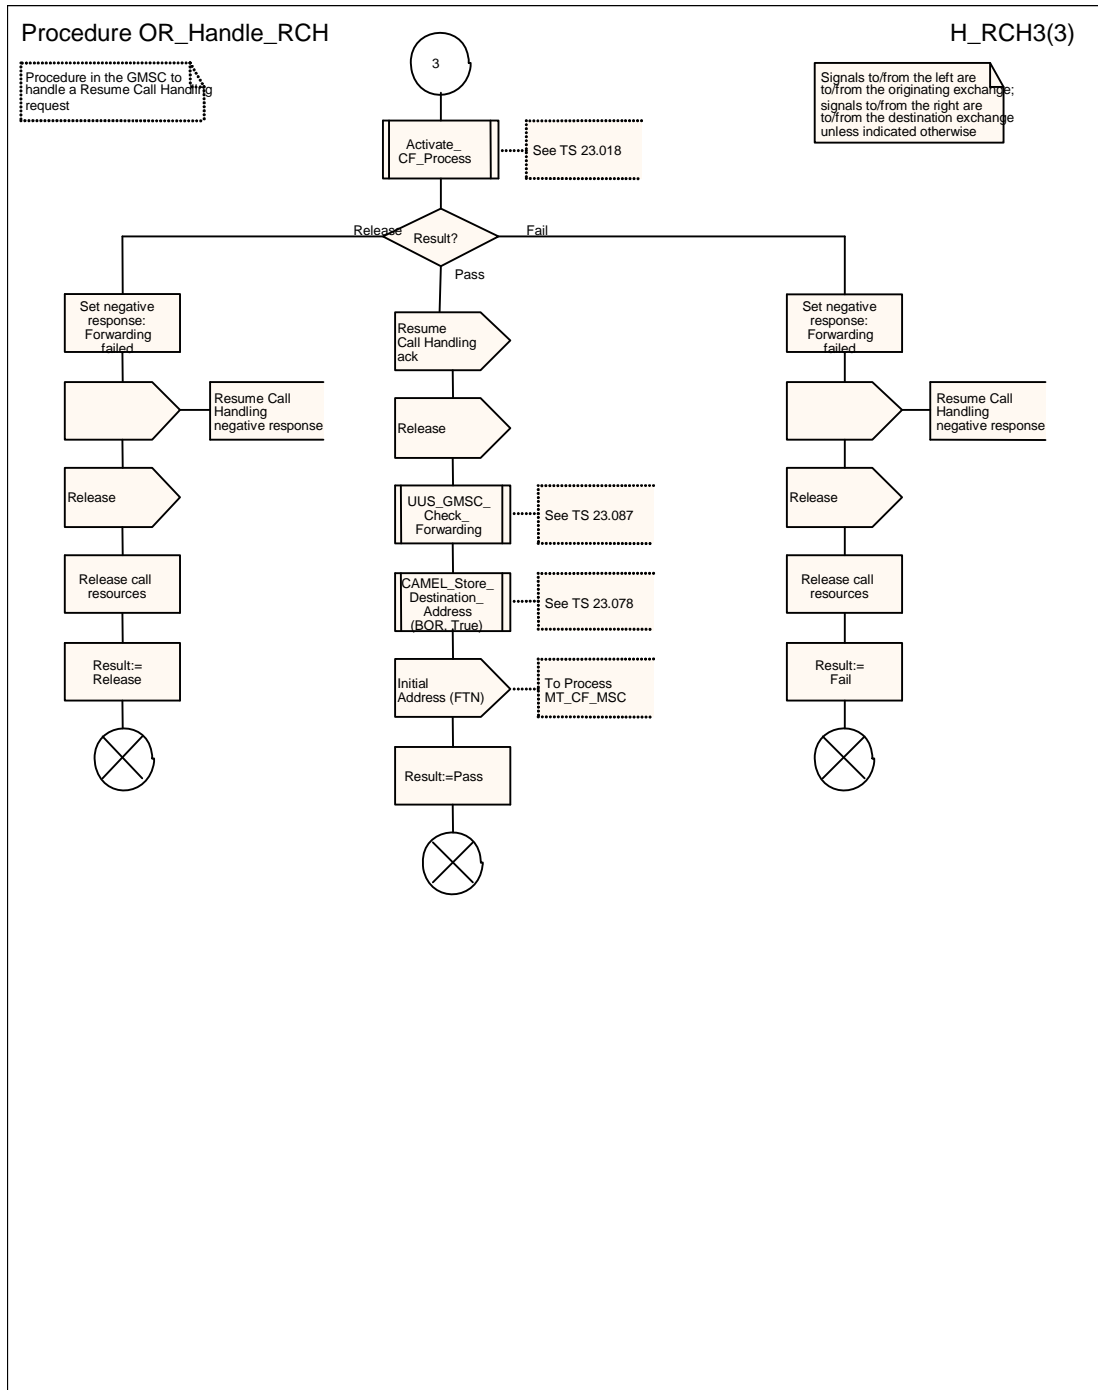 Procedure OR_Handle_RCH
H_RCH3(3)
Procedure in the GMSC to
handle a Resume Call Handling
request
3
Signals to/from the left are
to/from the originating exchange;
signals to/from the right are
to/from the destination exchange
unless indicated otherwise
Activate_
CF_Process
See TS 23.018
Release
Result?
Fail
Pass
Set negative
response:
Forwarding
failed
Resume Call
Handling
negative response
Release
Release call
resources
Result:=
Release
Resume
Call Handling
ack
Release
UUS_GMSC_
Check_
Forwarding
See TS 23.087
CAMEL_Store_
Destination_
Address
(BOR, True)
See TS 23.078
Initial
Address (FTN)
To Process
MT_CF_MSC
Result:=Pass
Set negative
response:
Forwarding
failed
Resume Call
Handling
negative response
Release
Release call
resources
Result:=
Fail